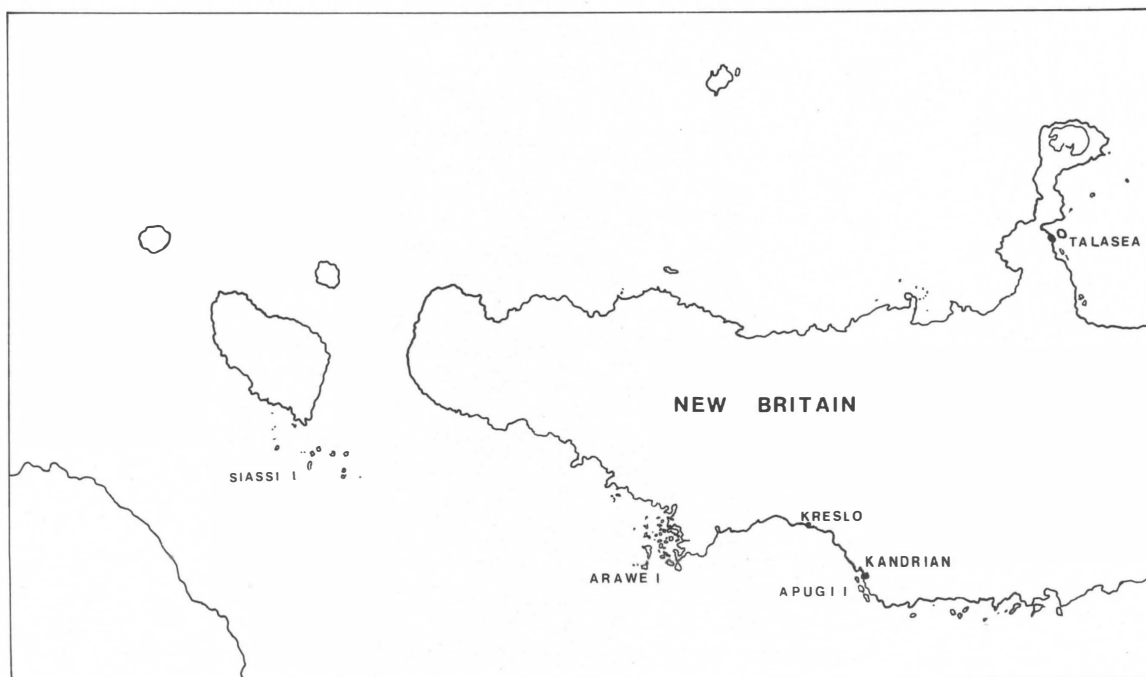 TALASEA
NEW BRITAIN
SIASSI I
KRESLO
KANDRIAN
ARAWE I
APUGI I